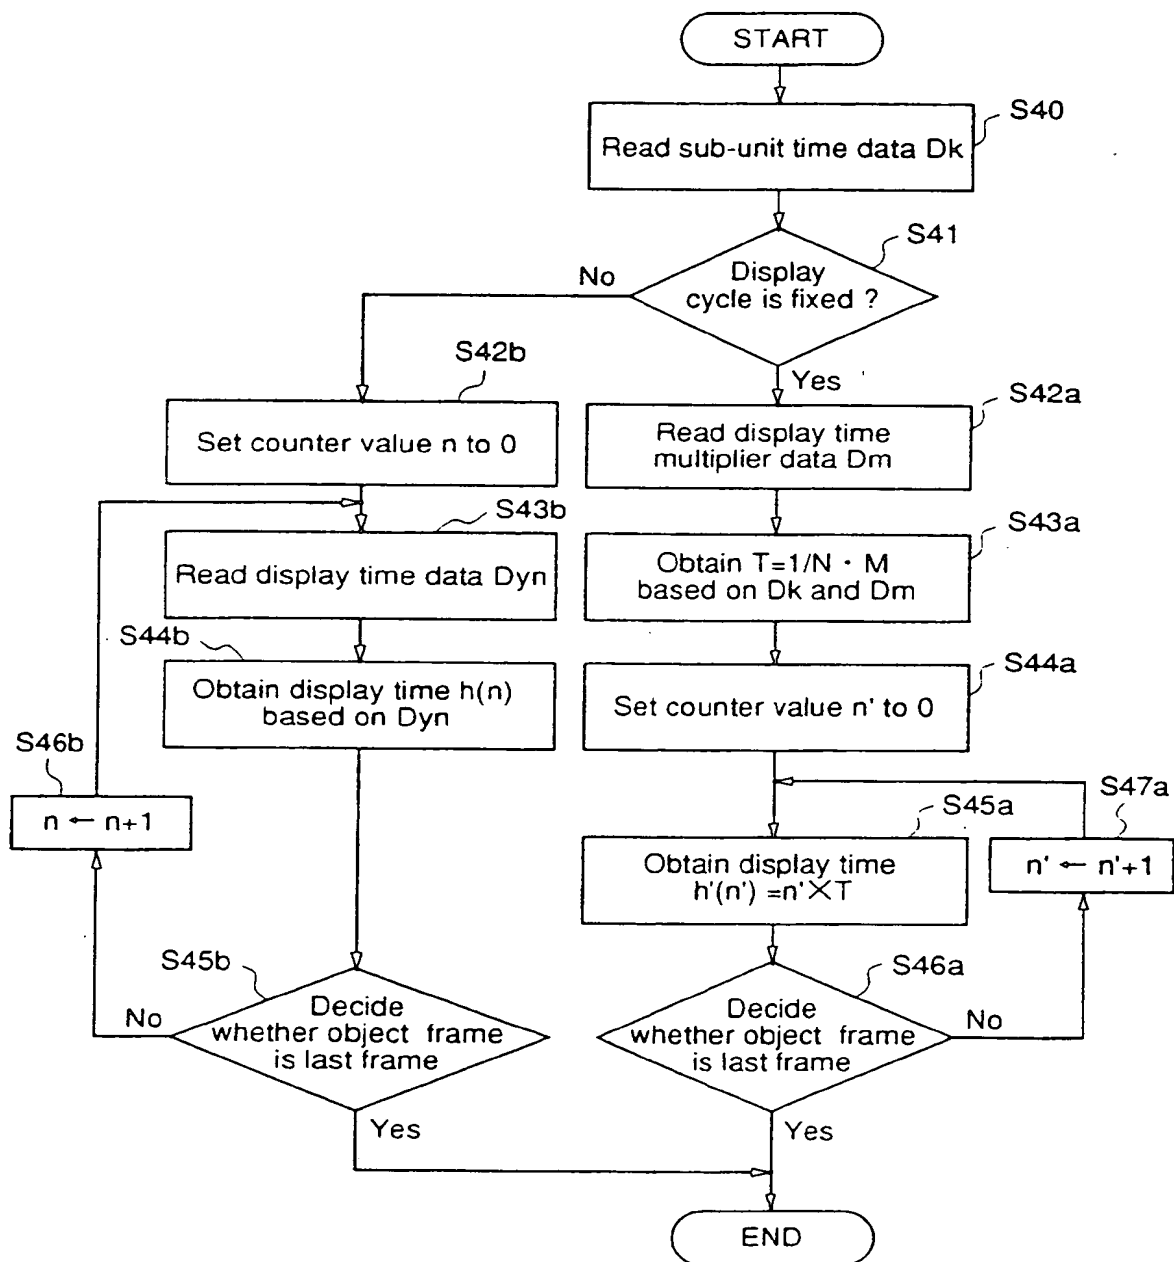 START
S40
Read sub-unit time data Dk
S41
Display
cycle is fixed ?
No
Yes
S42b
Set counter value n to 0
S42a
Read display time
multiplier data Dm
S43b
Read display time data Dyn
S43a
Obtain T=1/N · M
based on Dk and Dm
S44b
Obtain display time h(n)
based on Dyn
S44a
Set counter value n' to 0
S46b
n ← n+1
S45a
Obtain display time
h'(n') =n'×T
S47a
n' ← n'+1
S45b
Decide
whether object frame
is last frame
No
Yes
S46a
Decide
whether object frame
is last frame
No
Yes
END